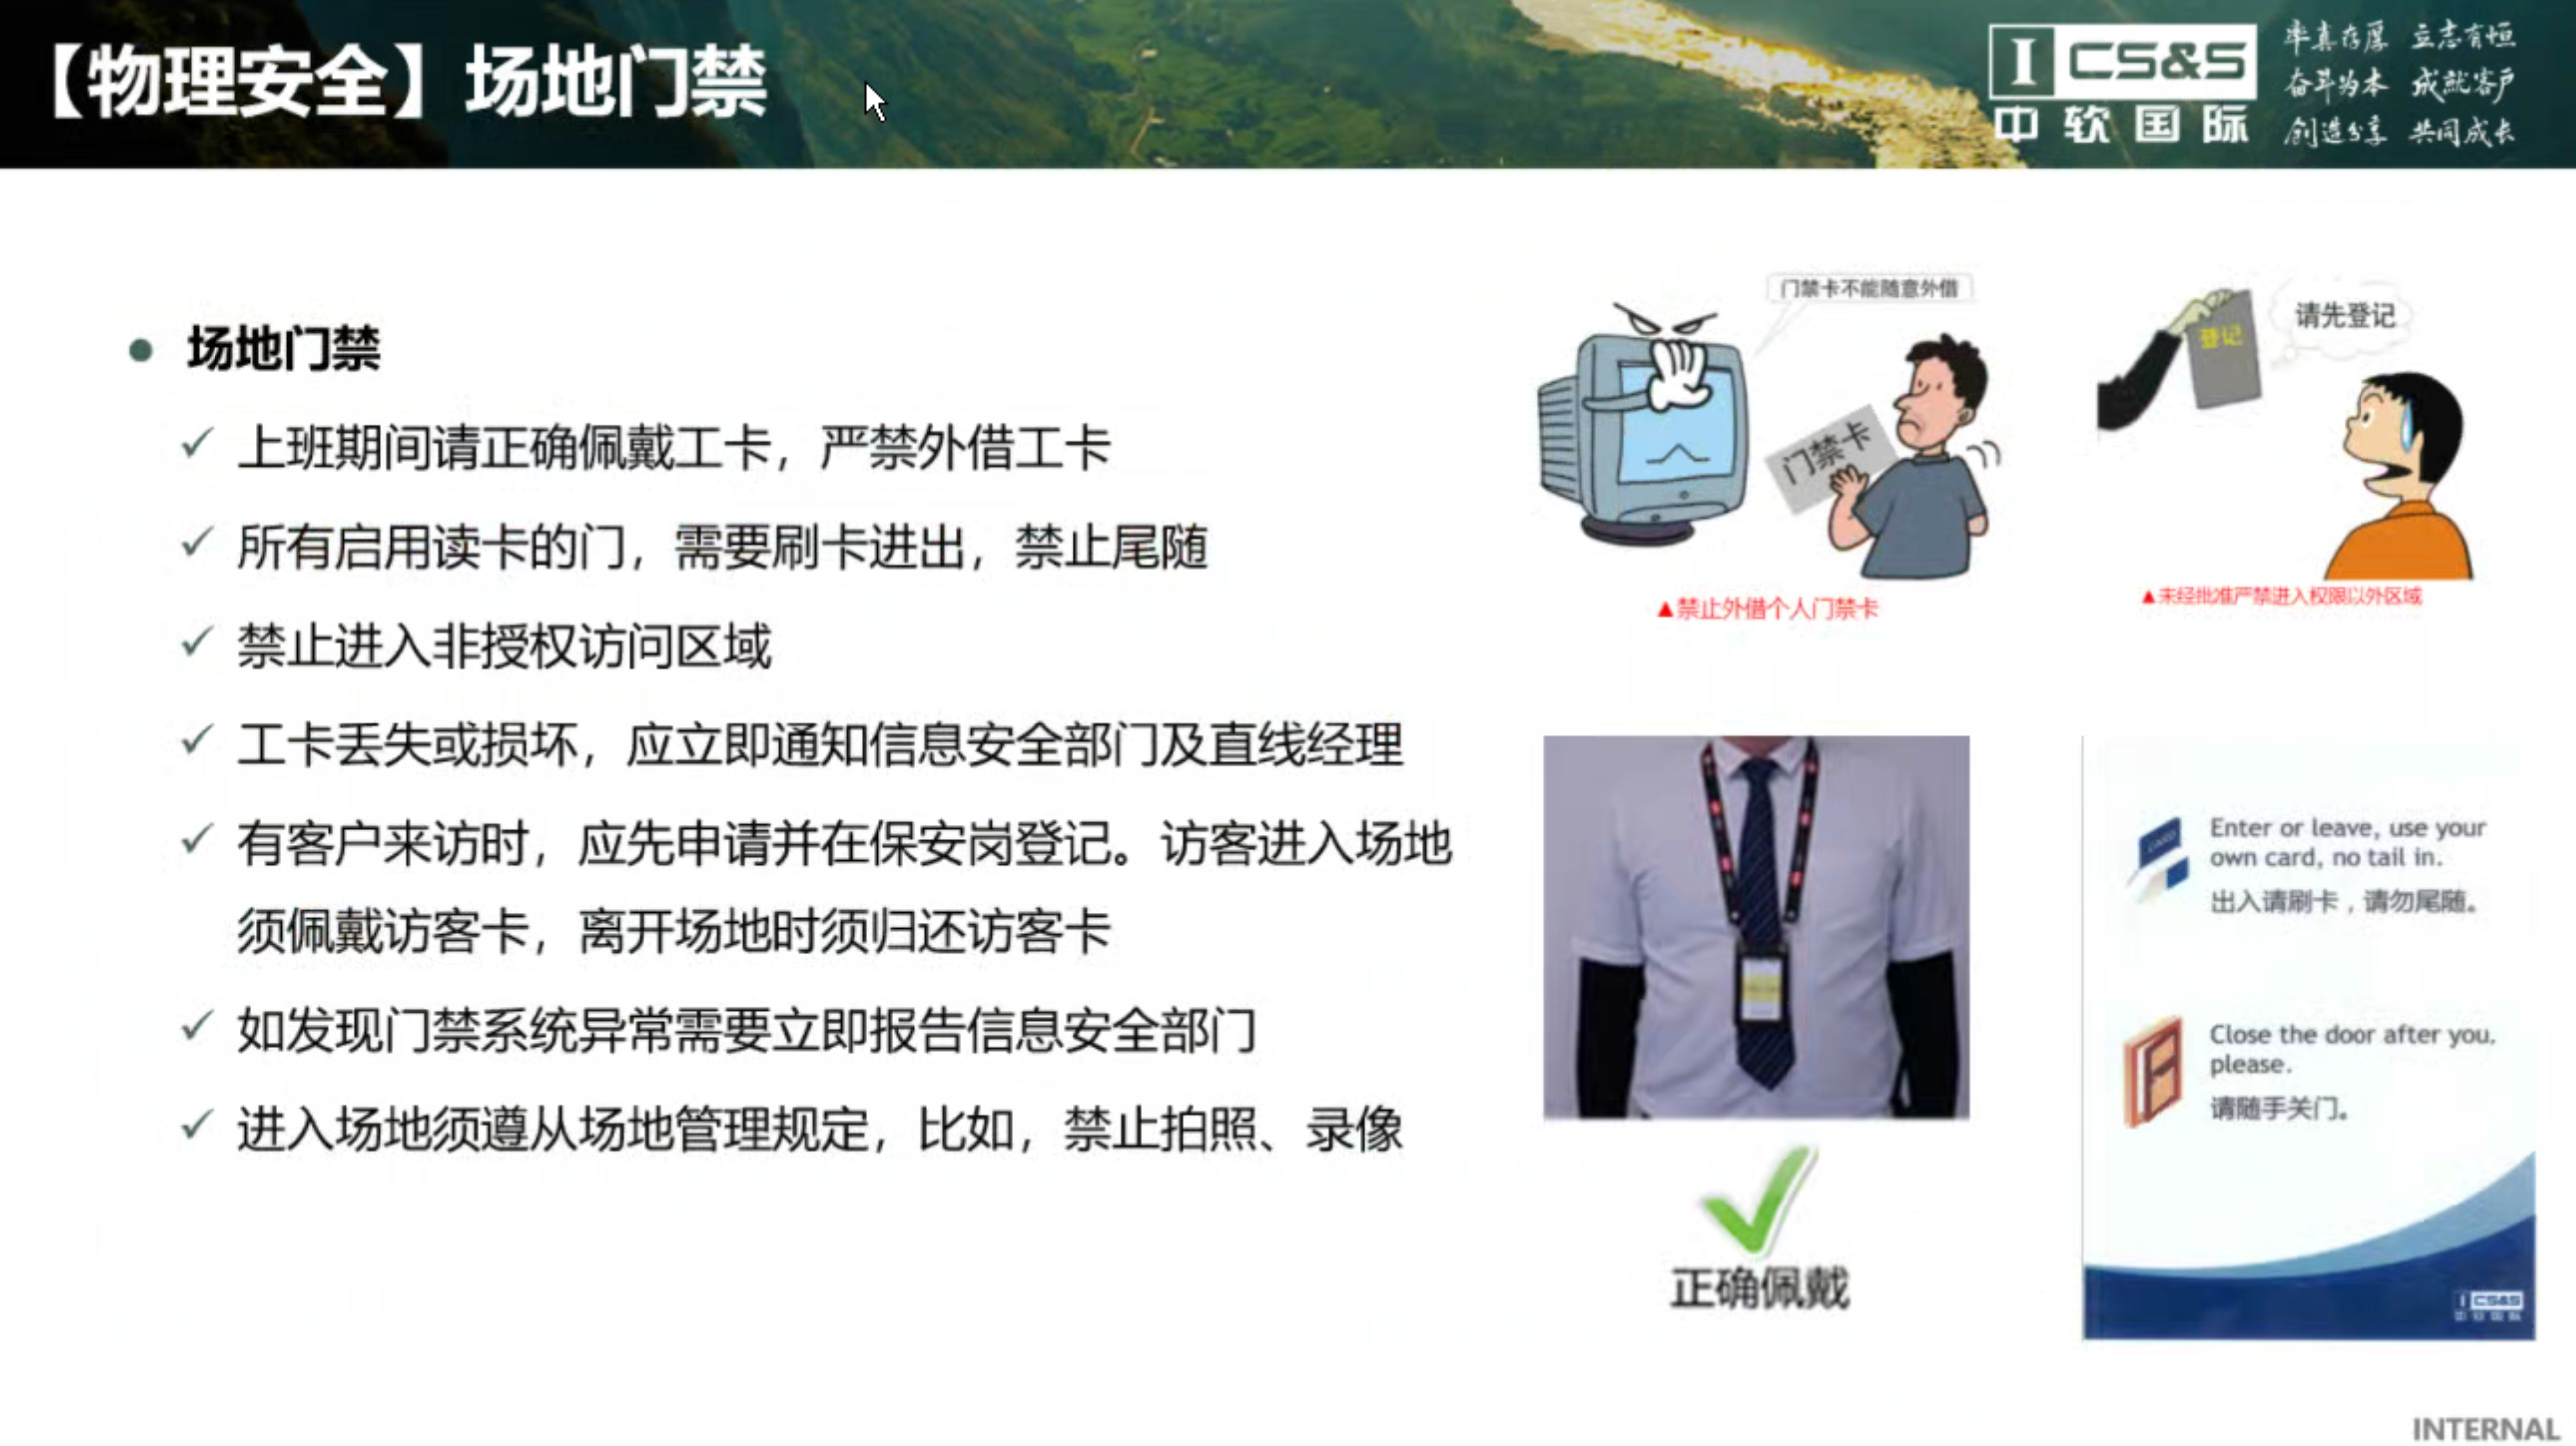 【物理安全】场地门禁
I CS&S
中软国际
率真存厚 立志有恒
奋斗为本 成就客户
创造分享 共同成长
场地门禁
上班期间请正确佩戴工卡，严禁外借工卡
所有启用读卡的门，需要刷卡进出，禁止尾随
禁止进入非授权访问区域
工卡丢失或损坏，应立即通知信息安全部门及直线经理
有客户来访时，应先申请并在保安岗登记。访客进入场地
须佩戴访客卡，离开场地时须归还访客卡
如发现门禁系统异常需要立即报告信息安全部门
进入场地须遵从场地管理规定，比如，禁止拍照、录像
门禁卡不能随意外借
门禁卡
▲禁止外借个人门禁卡
登记
请先登记
▲未经批准严禁进入权限以外区域
正确佩戴
CARD
Enter or leave, use your
own card, no tail in.
出入请刷卡，请勿尾随。
Close the door after you,
please.
请随手关门。
I CS&S
中软国际
INTERNAL